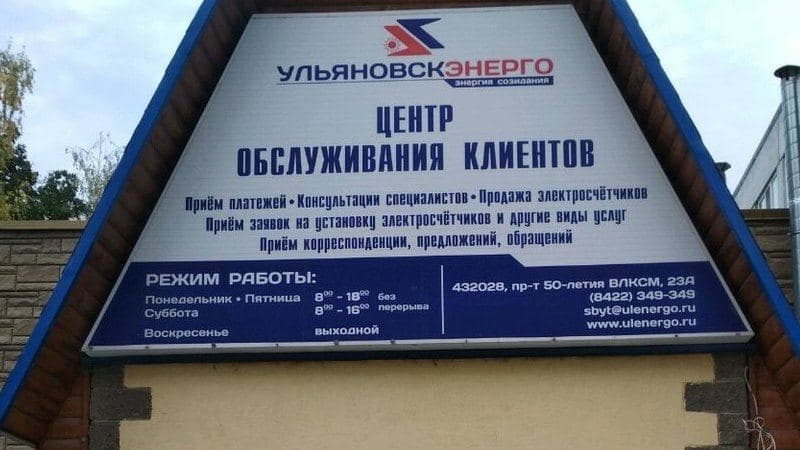 УЛЬЯНОВСКЭНЕРГО
энергия созидания
ЦЕНТР
ОБСЛУЖИВАНИЯ КЛИЕНТОВ
Приём платежей • Консультации специалистов • Продажа электросчётчиков
Приём заявок на установку электросчётчиков и другие виды услуг
Приём корреспонденции, предложений, обращений
РЕЖИМ РАБОТЫ:
Понедельник • Пятница 8⁰⁰ - 18⁰⁰ без
Суббота 8⁰⁰ - 16⁰⁰ перерыва
Воскресенье выходной
432028, пр-т 50-летия ВЛКСМ, 23А
(8422) 349-349
sbyt@ulenergo.ru
www.ulenergo.ru